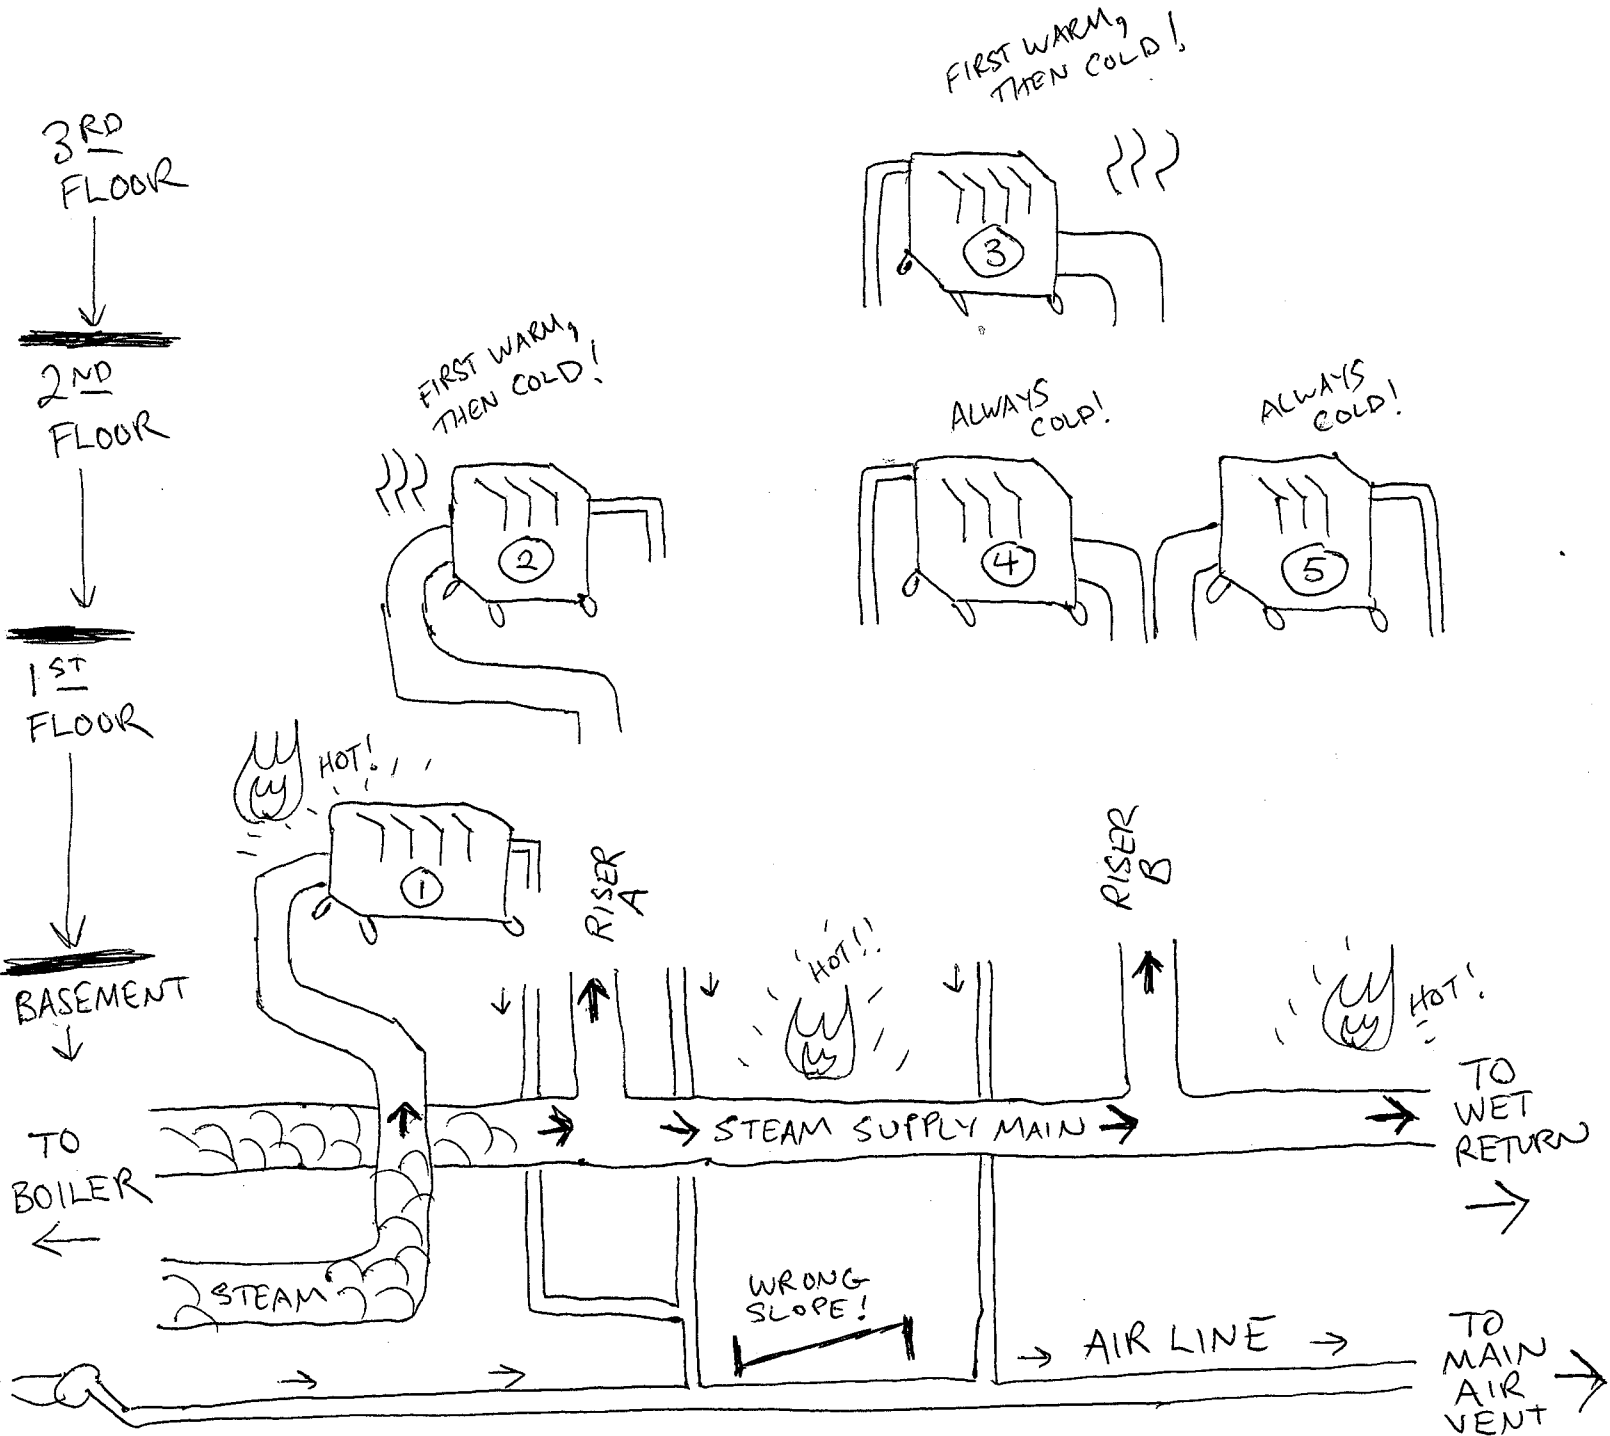 FIRST WARM,
THEN COLD!
3RD
FLOOR
3
2ND
FLOOR
FIRST WARM,
THEN COLD!
ALWAYS
COLD!
ALWAYS
COLD!
2
4
5
1ST
FLOOR
HOT!
1
RISER
A
RISER
B
HOT!!
HOT!
BASEMENT
TO
BOILER
STEAM SUPPLY MAIN
TO
WET
RETURN
STEAM
WRONG
SLOPE!
AIR LINE
TO
MAIN
AIR
VENT